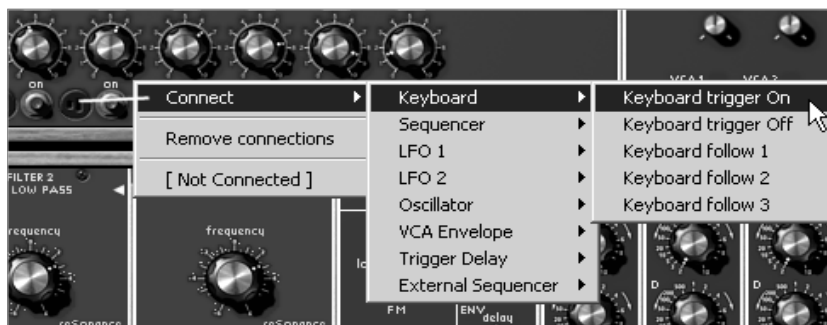 on
on
VCA1
VCA2
Connect
Remove connections
[ Not Connected ]
Keyboard
Sequencer
LFO 1
LFO 2
Oscillator
VCA Envelope
Trigger Delay
External Sequencer
Keyboard trigger On
Keyboard trigger Off
Keyboard follow 1
Keyboard follow 2
Keyboard follow 3
FILTER 2
LOW PASS
frequency
frequency
FM
ENV
delay
D
D